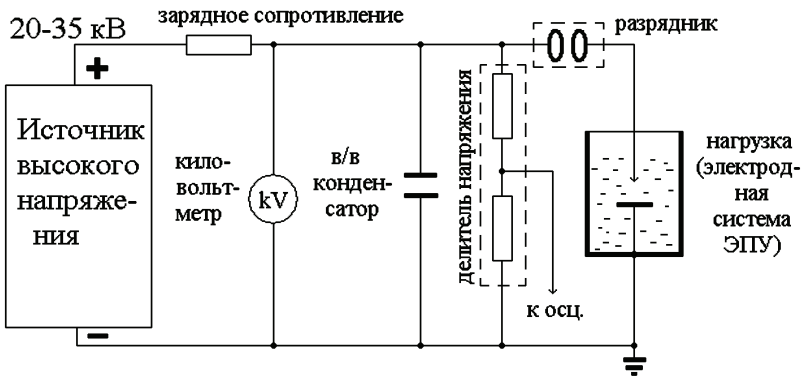 20-35 кВ
зарядное сопротивление
разрядник
+
Источник
высокого
напряже-
ния
кило-
вольт-
метр
kV
в/в
конден-
сатор
делитель напряжения
к осц.
нагрузка
(электрод-
ная
система
ЭПУ)
−